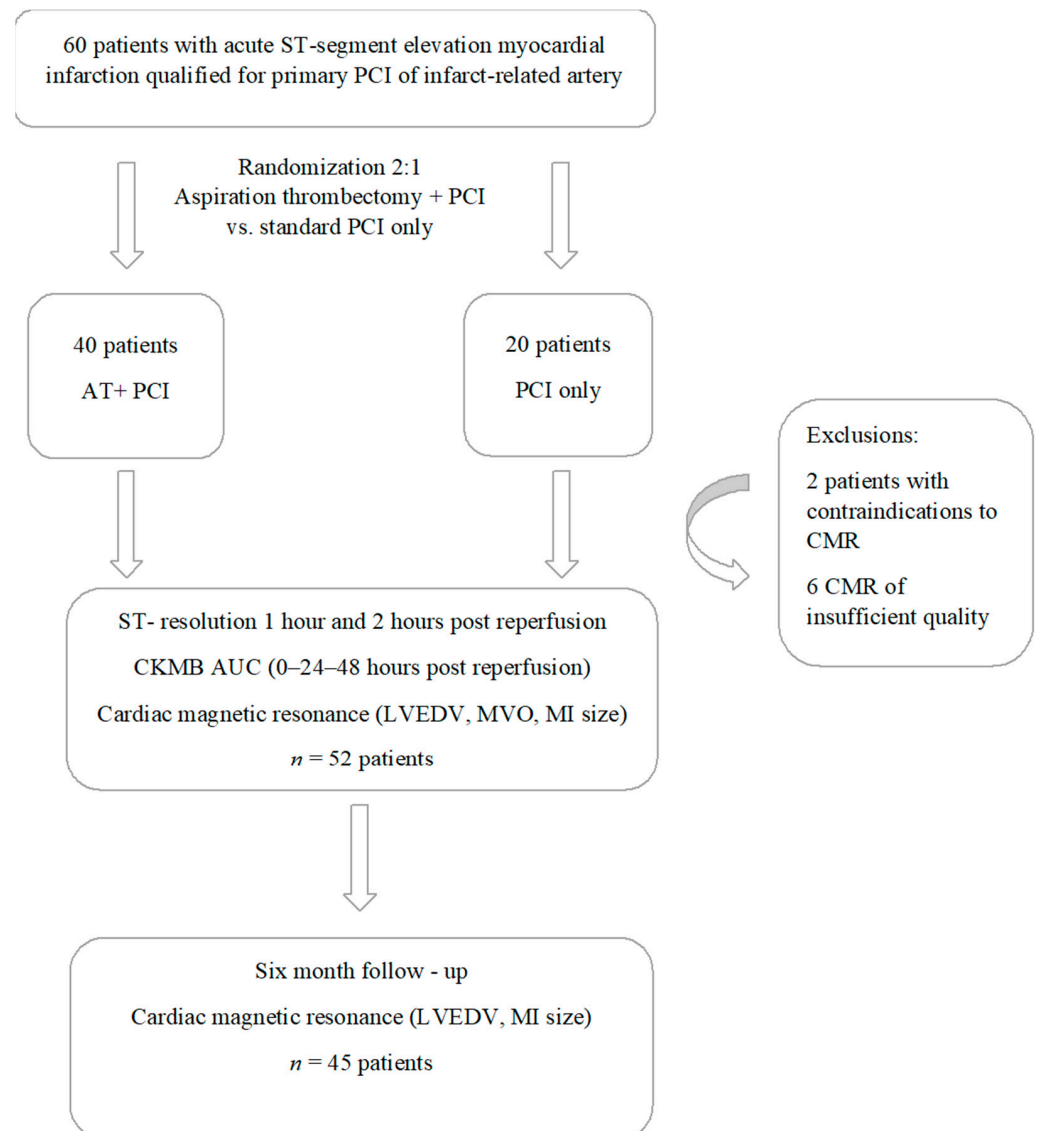 60 patients with acute ST-segment elevation myocardial
infarction qualified for primary PCI of infarct-related artery
Randomization 2:1
Aspiration thrombectomy + PCI
vs. standard PCI only
40 patients
AT+ PCI
20 patients
PCI only
Exclusions:
2 patients with
contraindications to
CMR
6 CMR of
insufficient quality
ST- resolution 1 hour and 2 hours post reperfusion
CKMB AUC (0–24–48 hours post reperfusion)
Cardiac magnetic resonance (LVEDV, MVO, MI size)
n = 52 patients
Six month follow - up
Cardiac magnetic resonance (LVEDV, MI size)
n = 45 patients